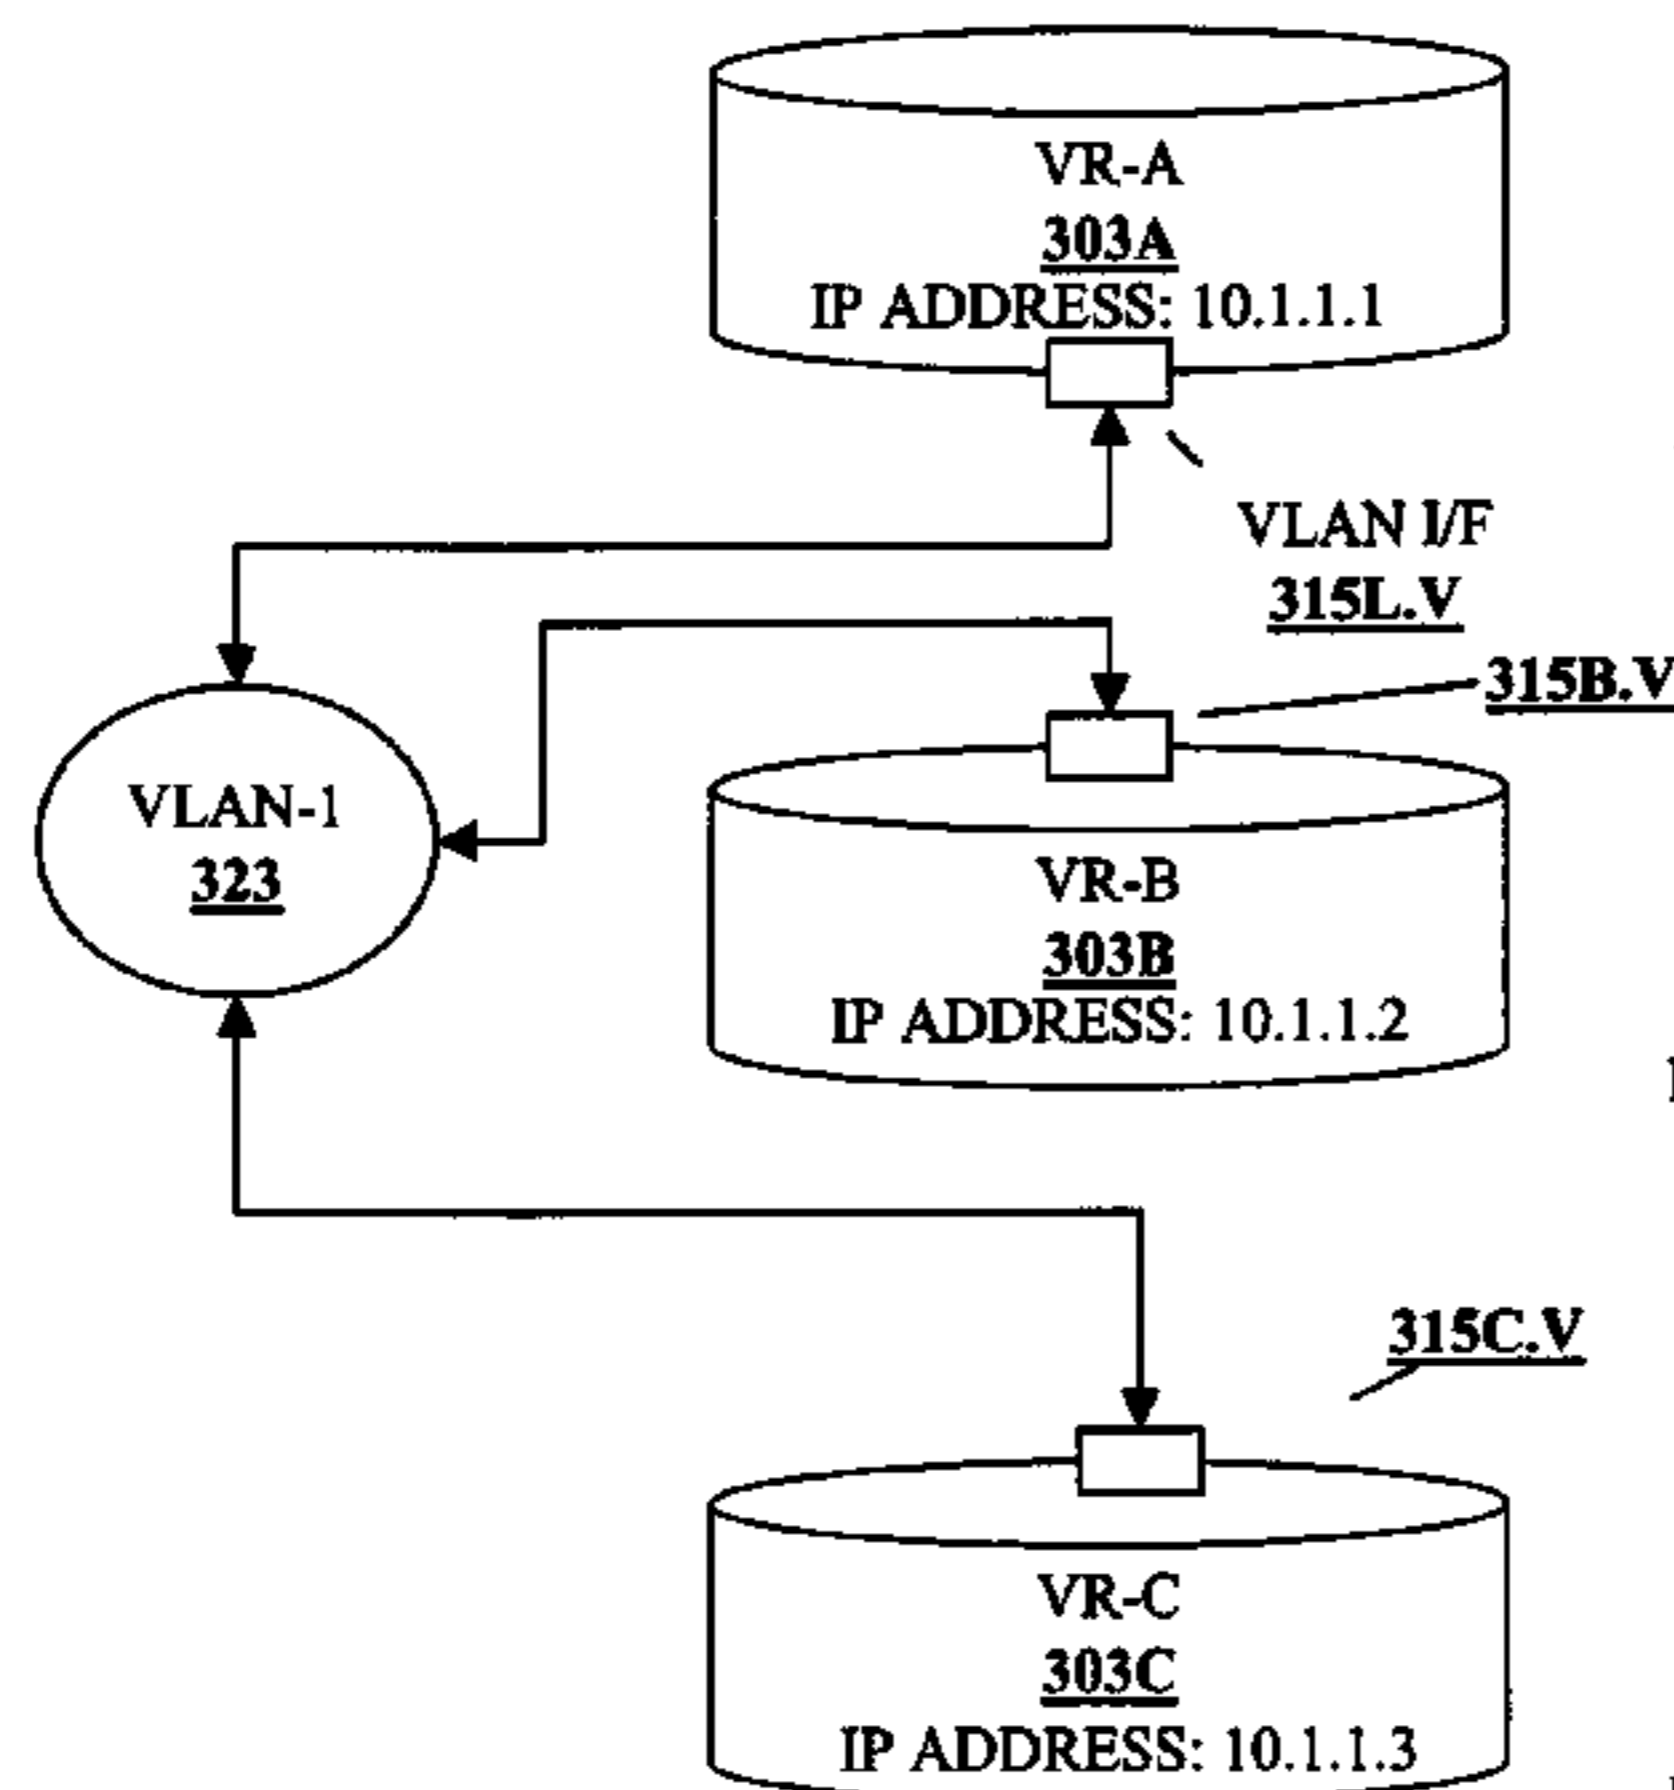 VR-A
303A
IP ADDRESS: 10.1.1.1
VLAN I/F
315L.V
315B.V
VLAN-1
323
VR-B
303B
IP ADDRESS: 10.1.1.2
315C.V
VR-C
303C
IP ADDRESS: 10.1.1.3